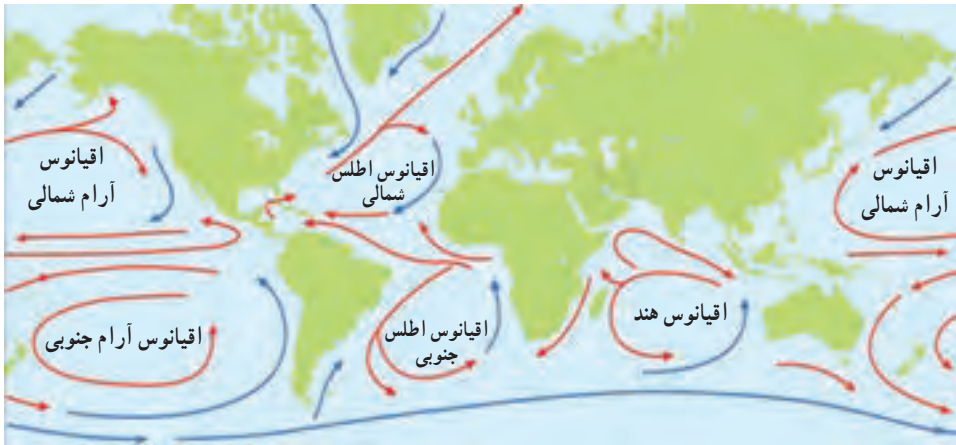 اقیانوس
آرام شمالی
اقیانوس اطلس
شمالی
اقیانوس
آرام شمالی
اقیانوس آرام جنوبی
اقیانوس اطلس
جنوبی
اقیانوس هند